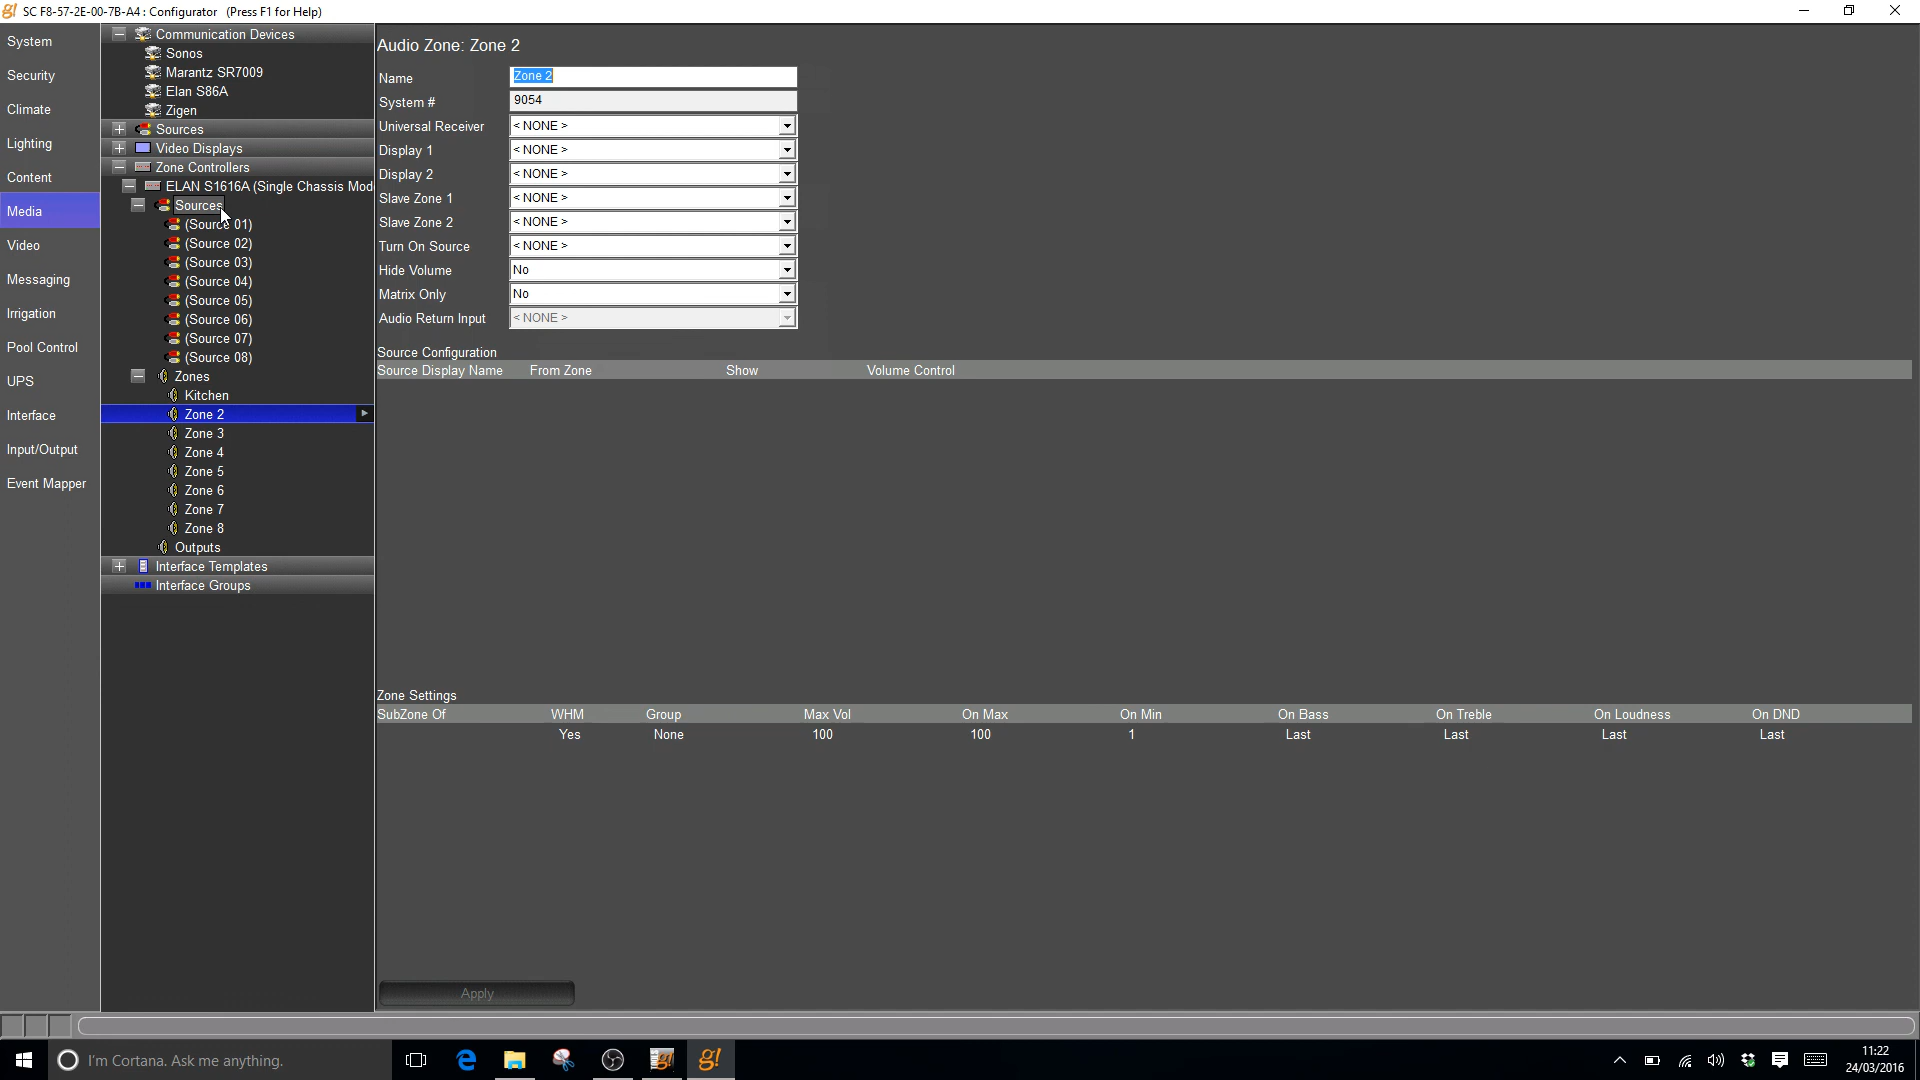 g! SC F8-57-2E-00-7B-A4 : Configurator (Press F1 for Help)
System
Security
Climate
Lighting
Content
Media
Video
Messaging
Irrigation
Pool Control
UPS
Interface
Input/Output
Event Mapper
Communication Devices
Sonos
Marantz SR7009
Elan S86A
Zigen
Sources
Video Displays
Zone Controllers
ELAN S1616A (Single Chassis Mod
Sources
(Source 01)
(Source 02)
(Source 03)
(Source 04)
(Source 05)
(Source 06)
(Source 07)
(Source 08)
Zones
Kitchen
Zone 2
Zone 3
Zone 4
Zone 5
Zone 6
Zone 7
Zone 8
Outputs
Interface Templates
Interface Groups
Audio Zone: Zone 2
Name Zone 2
System # 9054
Universal Receiver < NONE >
Display 1 < NONE >
Display 2 < NONE >
Slave Zone 1 < NONE >
Slave Zone 2 < NONE >
Turn On Source < NONE >
Hide Volume No
Matrix Only No
Audio Return Input < NONE >
Source Configuration
Source Display Name From Zone Show Volume Control
Zone Settings
SubZone Of WHM Group Max Vol On Max On Min On Bass On Treble On Loudness On DND
Yes None 100 100 1 Last Last Last Last
Apply
I'm Cortana. Ask me anything.
g! g!
11:22
24/03/2016